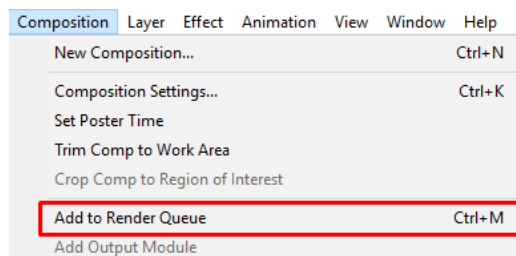 Composition Layer Effect Animation View Window Help
New Composition... Ctrl+N
Composition Settings... Ctrl+K
Set Poster Time
Trim Comp to Work Area
Crop Comp to Region of Interest
Add to Render Queue Ctrl+M
Add Output Module